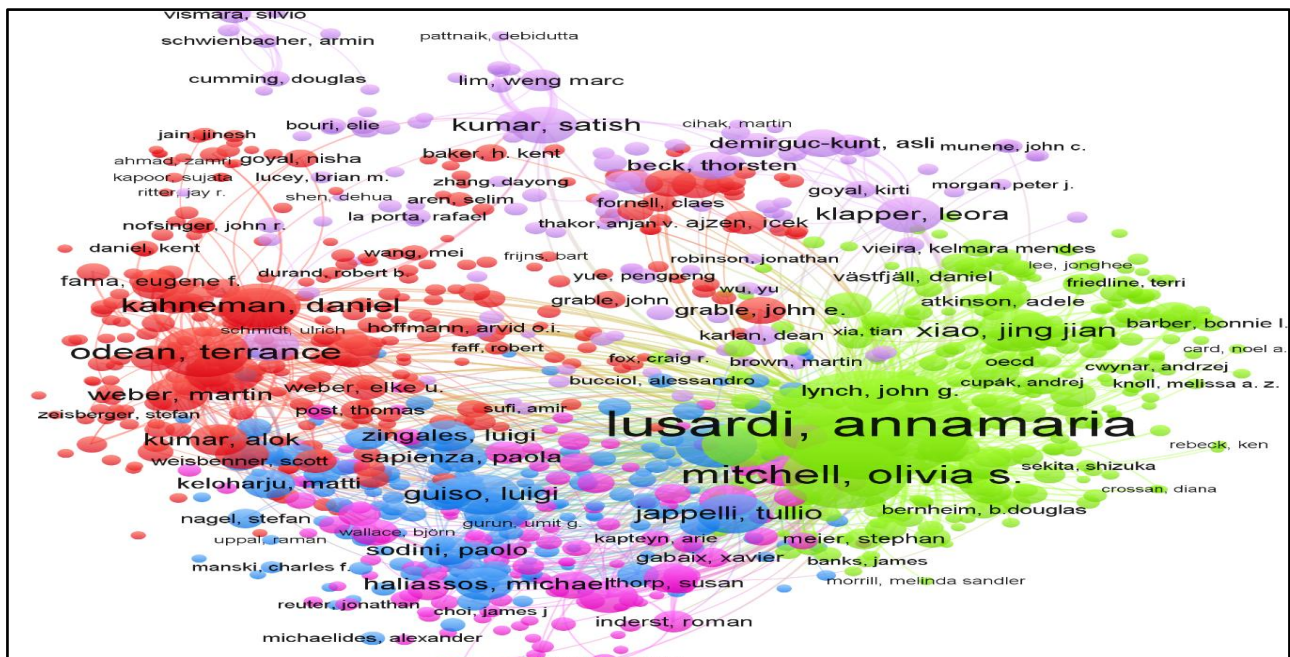 vismara, silvio
schwienbacher, armin
pattnaik, debidutta
cumming, douglas
lim, weng marc
bouri, elie
kumar, satish
cihak, martin
jain, jinesh
demirguc-kunt, asli
munene, john c.
ahmad, zamri
goyal, nisha
baker, h. kent
beck, thorsten
kapoor, sujata
lucey, brian m.
zhang, dayong
goyal, kirti
morgan, peter j.
ritter, jay r.
shen, dehua
aren, selim
fornell, claes
klapper, leora
nofsinger, john r.
la porta, rafael
thakor, anjan v.
ajzen, icek
daniel, kent
wang, mei
frijns, bart
robinson, jonathan
vieira, kelmara mendes
lee, jonghee
fama, eugene f.
durand, robert b.
yue, pengpeng
wu, yu
västfjäll, daniel
friedline, terri
kahneman, daniel
grable, john
grable, john e.
atkinson, adele
schmidt, ulrich
hoffmann, arvid o.i.
karlan, dean
xia, tian
xiao, jing jian
barber, bonnie l.
odean, terrance
faff, robert
fox, craig r.
brown, martin
oecd
card, noel a.
weber, martin
weber, elke u.
bucciol, alessandro
lynch, john g.
cupák, andrej
cwynar, andrzej
knoll, melissa a. z.
zeisberger, stefan
post, thomas
sufi, amir
lusardi, annamaria
kumar, alok
zingales, luigi
rebeck, ken
weisbenner, scott
sapienza, paola
mitchell, olivia s.
sekita, shizuka
keloharju, matti
guiso, luigi
crossan, diana
nagel, stefan
gurun, umit g.
jappelli, tullio
bernheim, b.douglas
uppal, raman
wallace, björn
kapteyn, arie
meier, stephan
manski, charles f.
sodini, paolo
gabaix, xavier
banks, james
haliassos, michael
thorp, susan
morrill, melinda sandler
reuter, jonathan
choi, james j
inderst, roman
michaelides, alexander